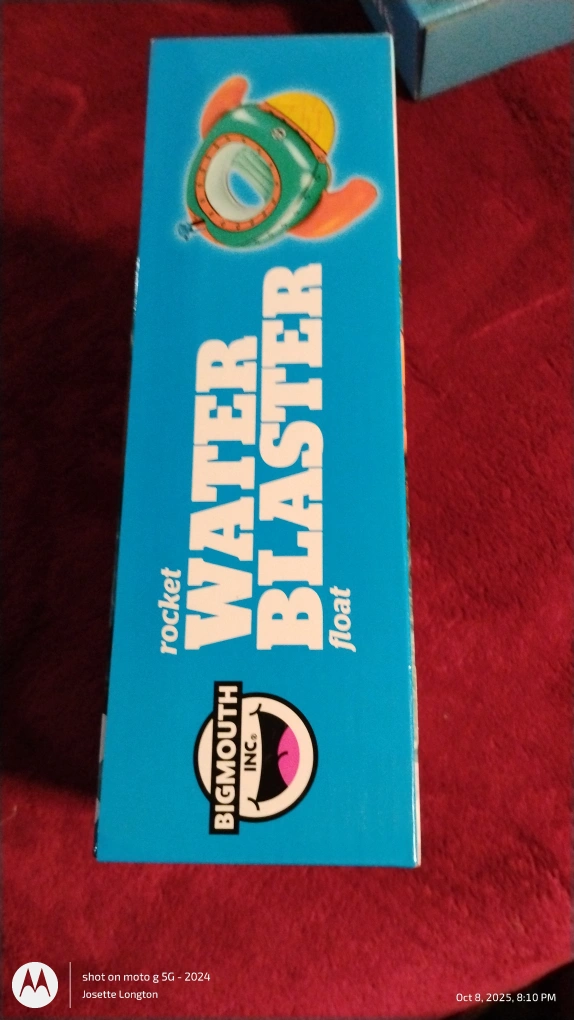 rocket
WATER
BLASTER
float
BIGMOUTH
INC®
shot on moto g 5G - 2024
Josette Longton
Oct 8, 2025, 8:10 PM